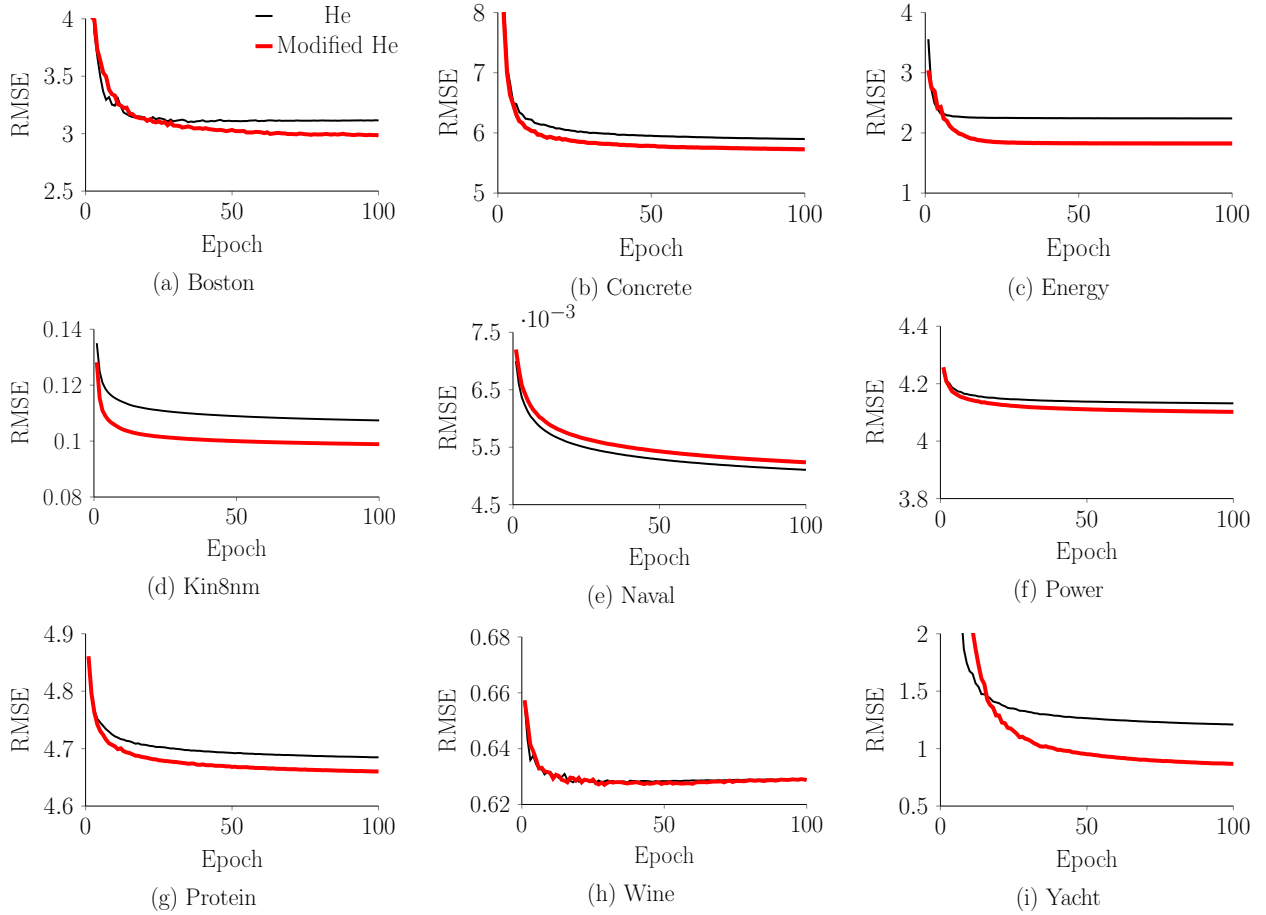 He
Modified He
4
3.5
3
2.5
0
50
100
RMSE
Epoch
(a) Boston
8
7
6
5
0
50
100
RMSE
Epoch
(b) Concrete
4
3
2
1
0
50
100
RMSE
Epoch
(c) Energy
0.14
0.12
0.1
0.08
0
50
100
RMSE
Epoch
(d) Kin8nm
·10⁻³
7.5
6.5
5.5
4.5
0
50
100
RMSE
Epoch
(e) Naval
4.4
4.2
4
3.8
0
50
100
RMSE
Epoch
(f) Power
4.9
4.8
4.7
4.6
0
50
100
RMSE
Epoch
(g) Protein
0.68
0.66
0.64
0.62
0
50
100
RMSE
Epoch
(h) Wine
2
1.5
1
0.5
0
50
100
RMSE
Epoch
(i) Yacht